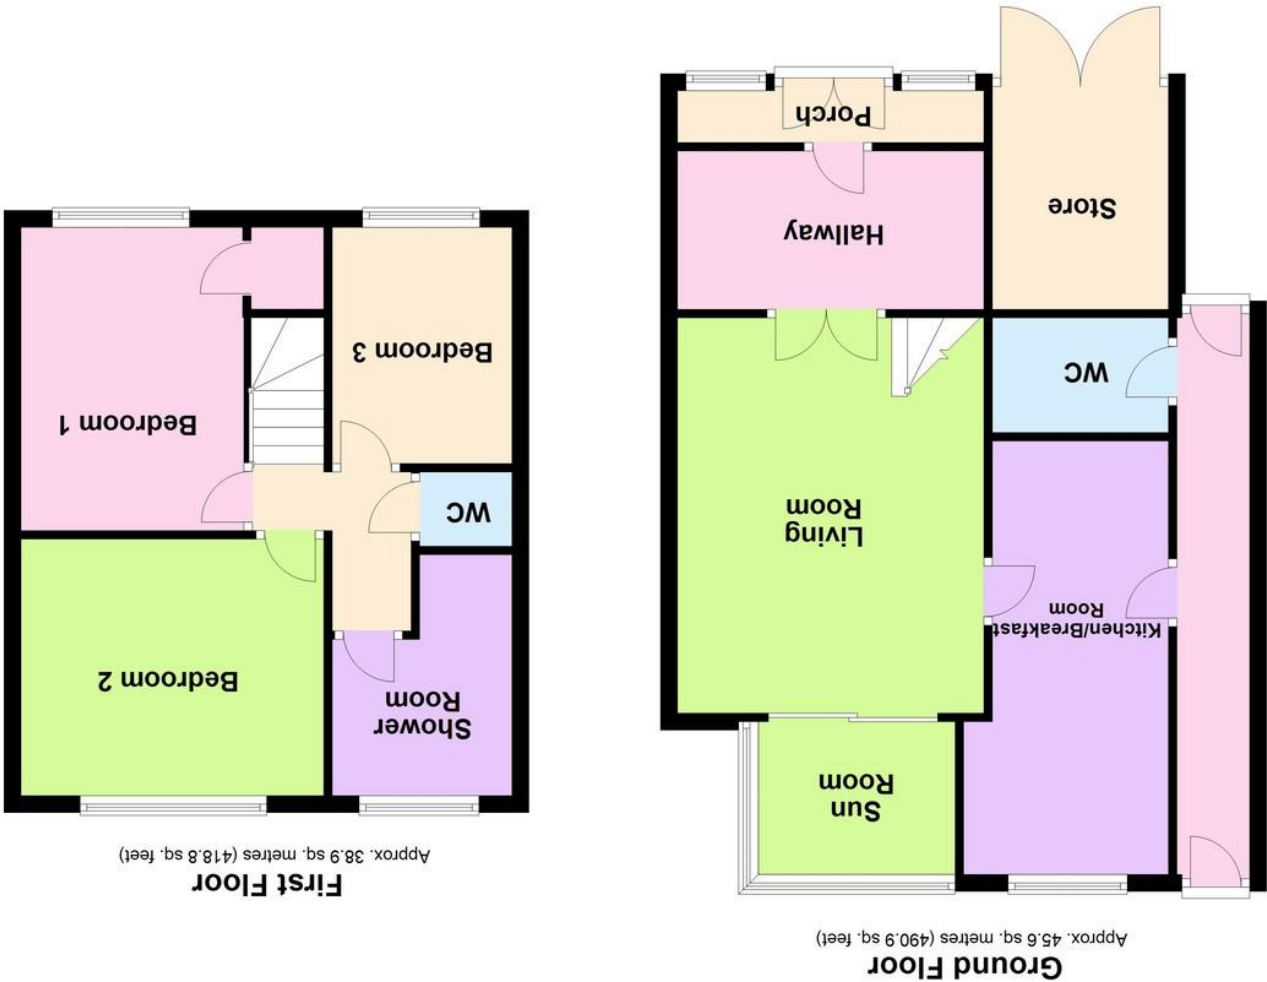 Ground Floor
Approx. 45.6 sq. metres (490.9 sq. feet)
Sun
Room
Kitchen/Breakfast
Room
Living
Room
WC
Hallway
Store
Porch
First Floor
Approx. 38.9 sq. metres (418.8 sq. feet)
Shower
Room
Bedroom 2
WC
Bedroom 1
Bedroom 3